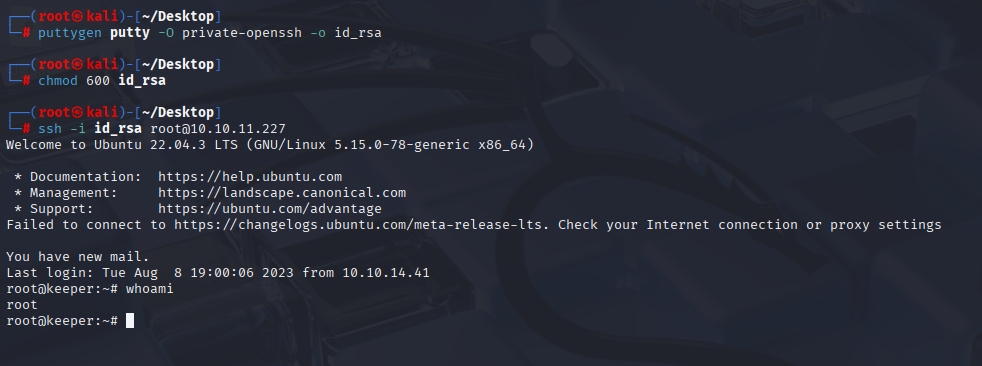 ┌──(root㉿kali)-[~/Desktop]
└─# puttygen putty -O private-openssh -o id_rsa
┌──(root㉿kali)-[~/Desktop]
└─# chmod 600 id_rsa
┌──(root㉿kali)-[~/Desktop]
└─# ssh -i id_rsa root@10.10.11.227
Welcome to Ubuntu 22.04.3 LTS (GNU/Linux 5.15.0-78-generic x86_64)
* Documentation:  https://help.ubuntu.com
* Management:     https://landscape.canonical.com
* Support:        https://ubuntu.com/advantage
Failed to connect to https://changelogs.ubuntu.com/meta-release-lts. Check your Internet connection or proxy settings
You have new mail.
Last login: Tue Aug  8 19:00:06 2023 from 10.10.14.41
root@keeper:~# whoami
root
root@keeper:~#